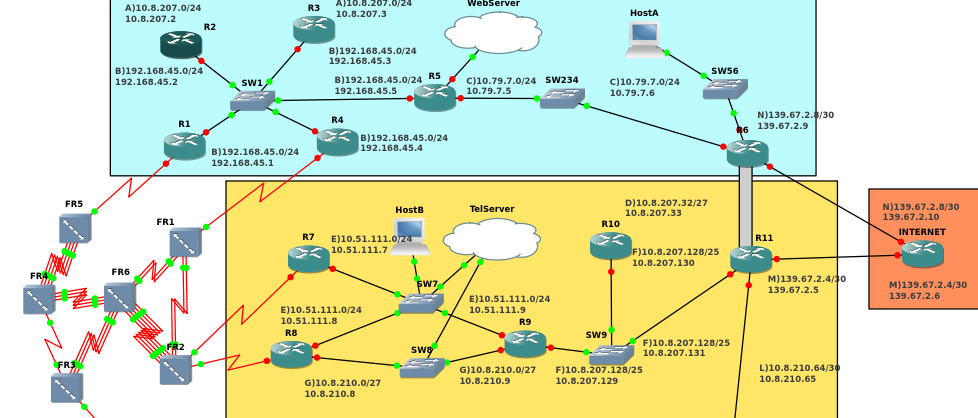 A)10.8.207.0/24
10.8.207.2
R2
A)10.8.207.0/24
10.8.207.3
R3
WebServer
HostA
B)192.168.45.0/24
192.168.45.2
SW1
B)192.168.45.0/24
192.168.45.3
B)192.168.45.0/24
192.168.45.5
R5
C)10.79.7.0/24
10.79.7.5
SW234
C)10.79.7.0/24
10.79.7.6
SW56
N)139.67.2.8/30
139.67.2.9
R6
R1
B)192.168.45.0/24
192.168.45.1
R4
B)192.168.45.0/24
192.168.45.4
FR5
FR1
FR4
FR6
FR3
FR2
R7
E)10.51.111.0/24
10.51.111.7
HostB
TelServer
SW7
E)10.51.111.0/24
10.51.111.8
R8
E)10.51.111.0/24
10.51.111.9
R9
SW8
G)10.8.210.0/27
10.8.210.8
G)10.8.210.0/27
10.8.210.9
D)10.8.207.32/27
10.8.207.33
R10
F)10.8.207.128/25
10.8.207.130
SW9
F)10.8.207.128/25
10.8.207.129
F)10.8.207.128/25
10.8.207.131
R11
M)139.67.2.4/30
139.67.2.5
L)10.8.210.64/30
10.8.210.65
N)139.67.2.8/30
139.67.2.10
INTERNET
M)139.67.2.4/30
139.67.2.6